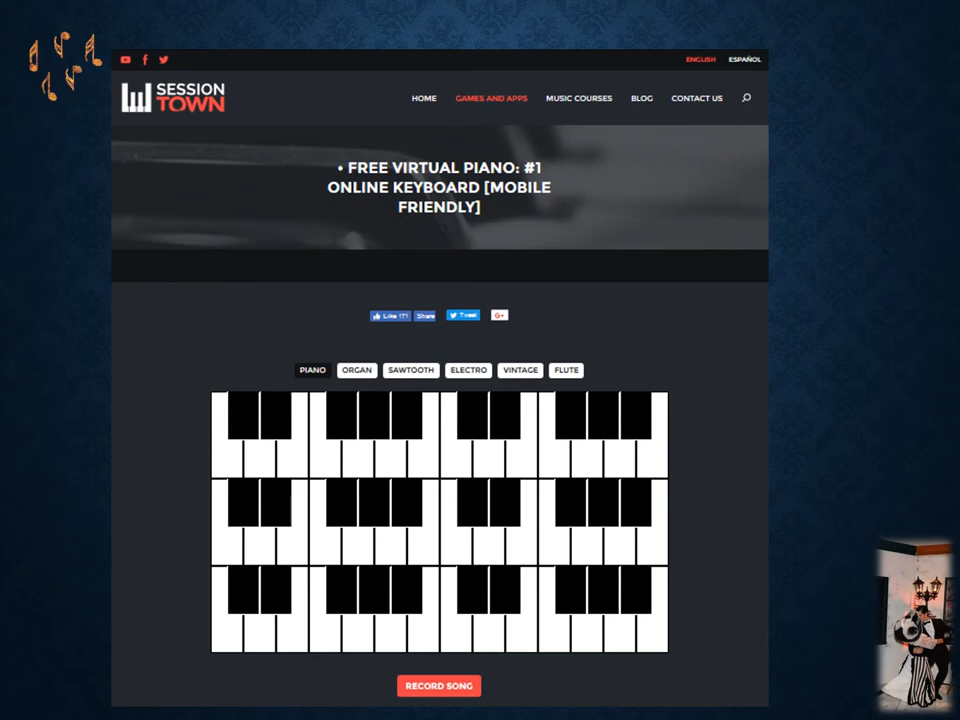 ENGLISH ESPAÑOL
SESSION
TOWN
HOME GAMES AND APPS MUSIC COURSES BLOG CONTACT US
• FREE VIRTUAL PIANO: #1
ONLINE KEYBOARD [MOBILE
FRIENDLY]
Like 171 Share Tweet G+
PIANO ORGAN SAWTOOTH ELECTRO VINTAGE FLUTE
RECORD SONG